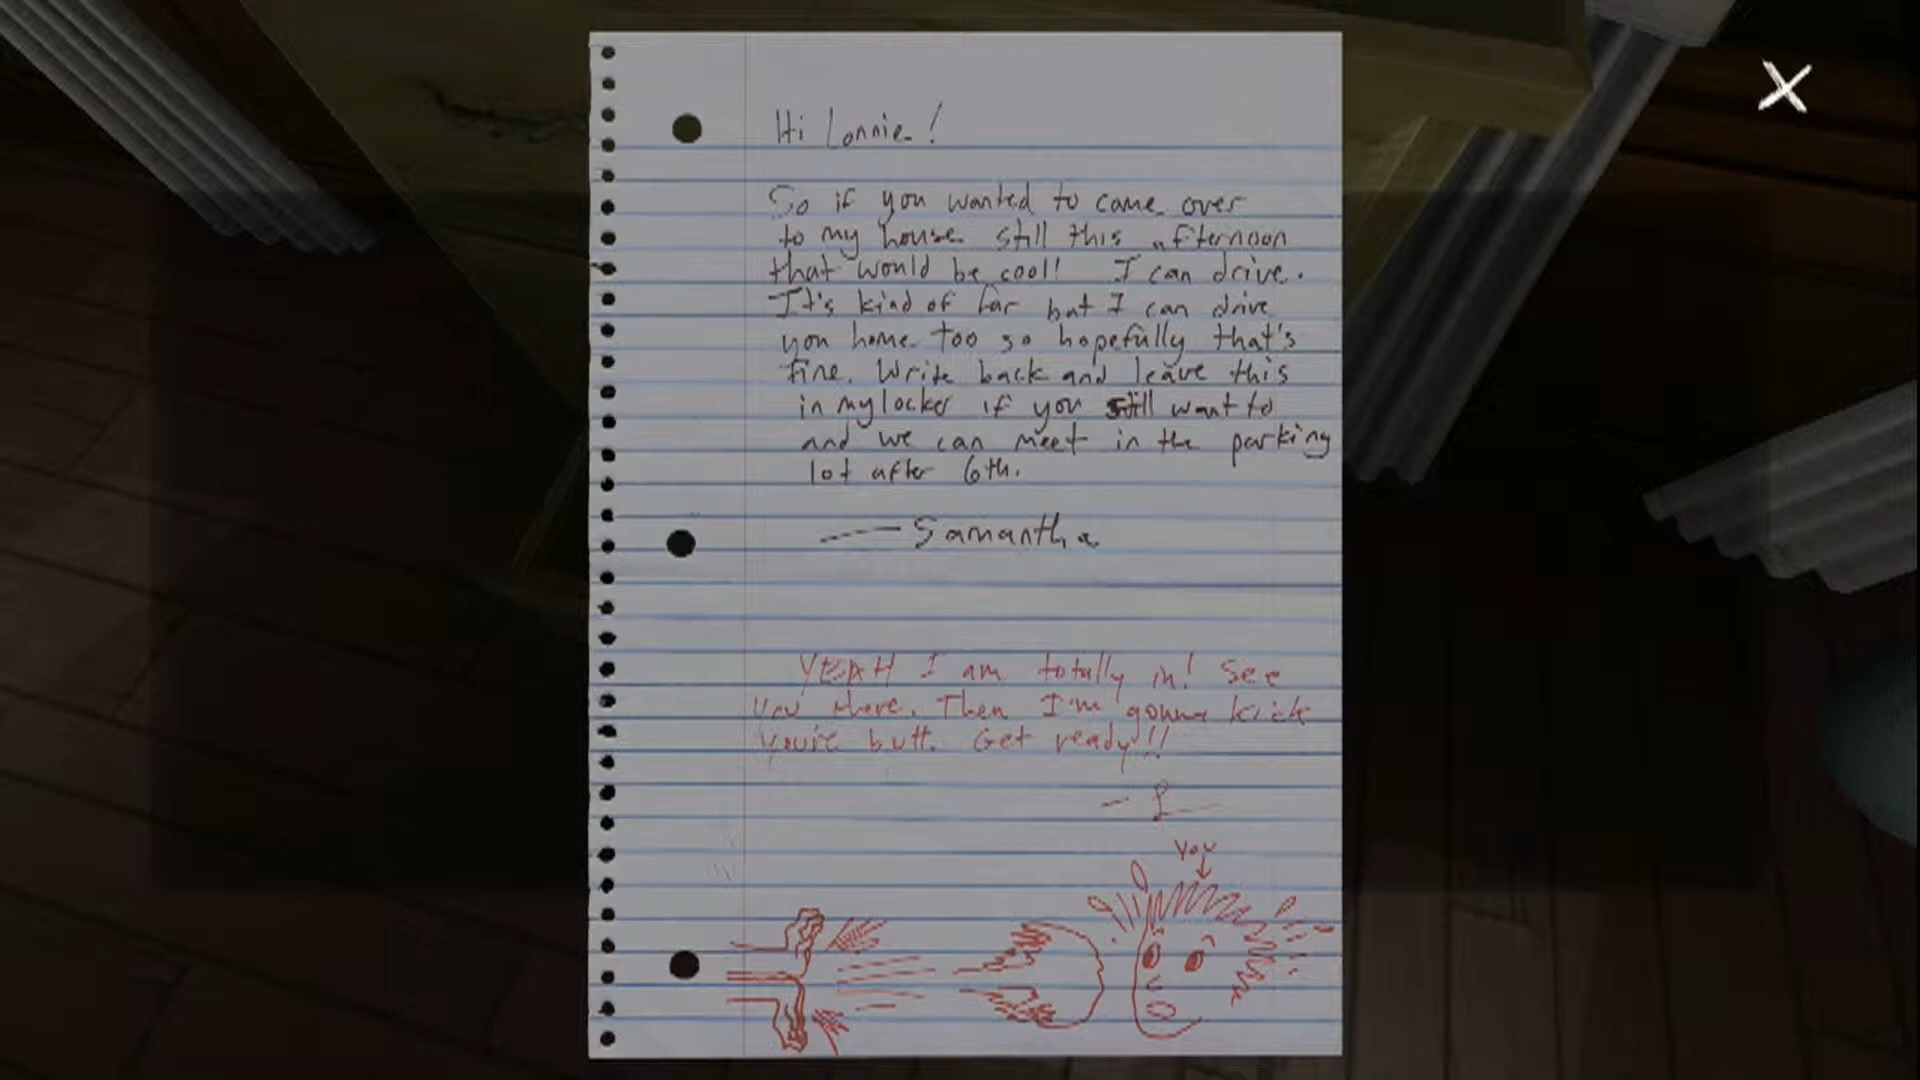 Hi Lonnie!
So if you wanted to come over
to my house still this afternoon
that would be cool! I can drive.
It's kind of far but I can drive
you home too so hopefully that's
fine. Write back and leave this
in my locker if you still want to
and we can meet in the parking
lot after 6th.
— Samantha
YEAH I am totally in! See
you there. Then I'm gonna kick
you're butt. Get ready!!
- L
You